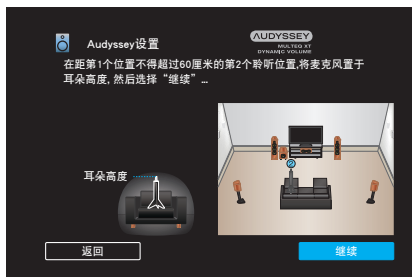 Audyssey设置
AUDYSSEY
MULTEQ XT
DYNAMIC VOLUME
在距第1个位置不得超过60厘米的第2个聆听位置,将麦克风置于
耳朵高度, 然后选择“继续”...
2
耳朵高度
返回
继续